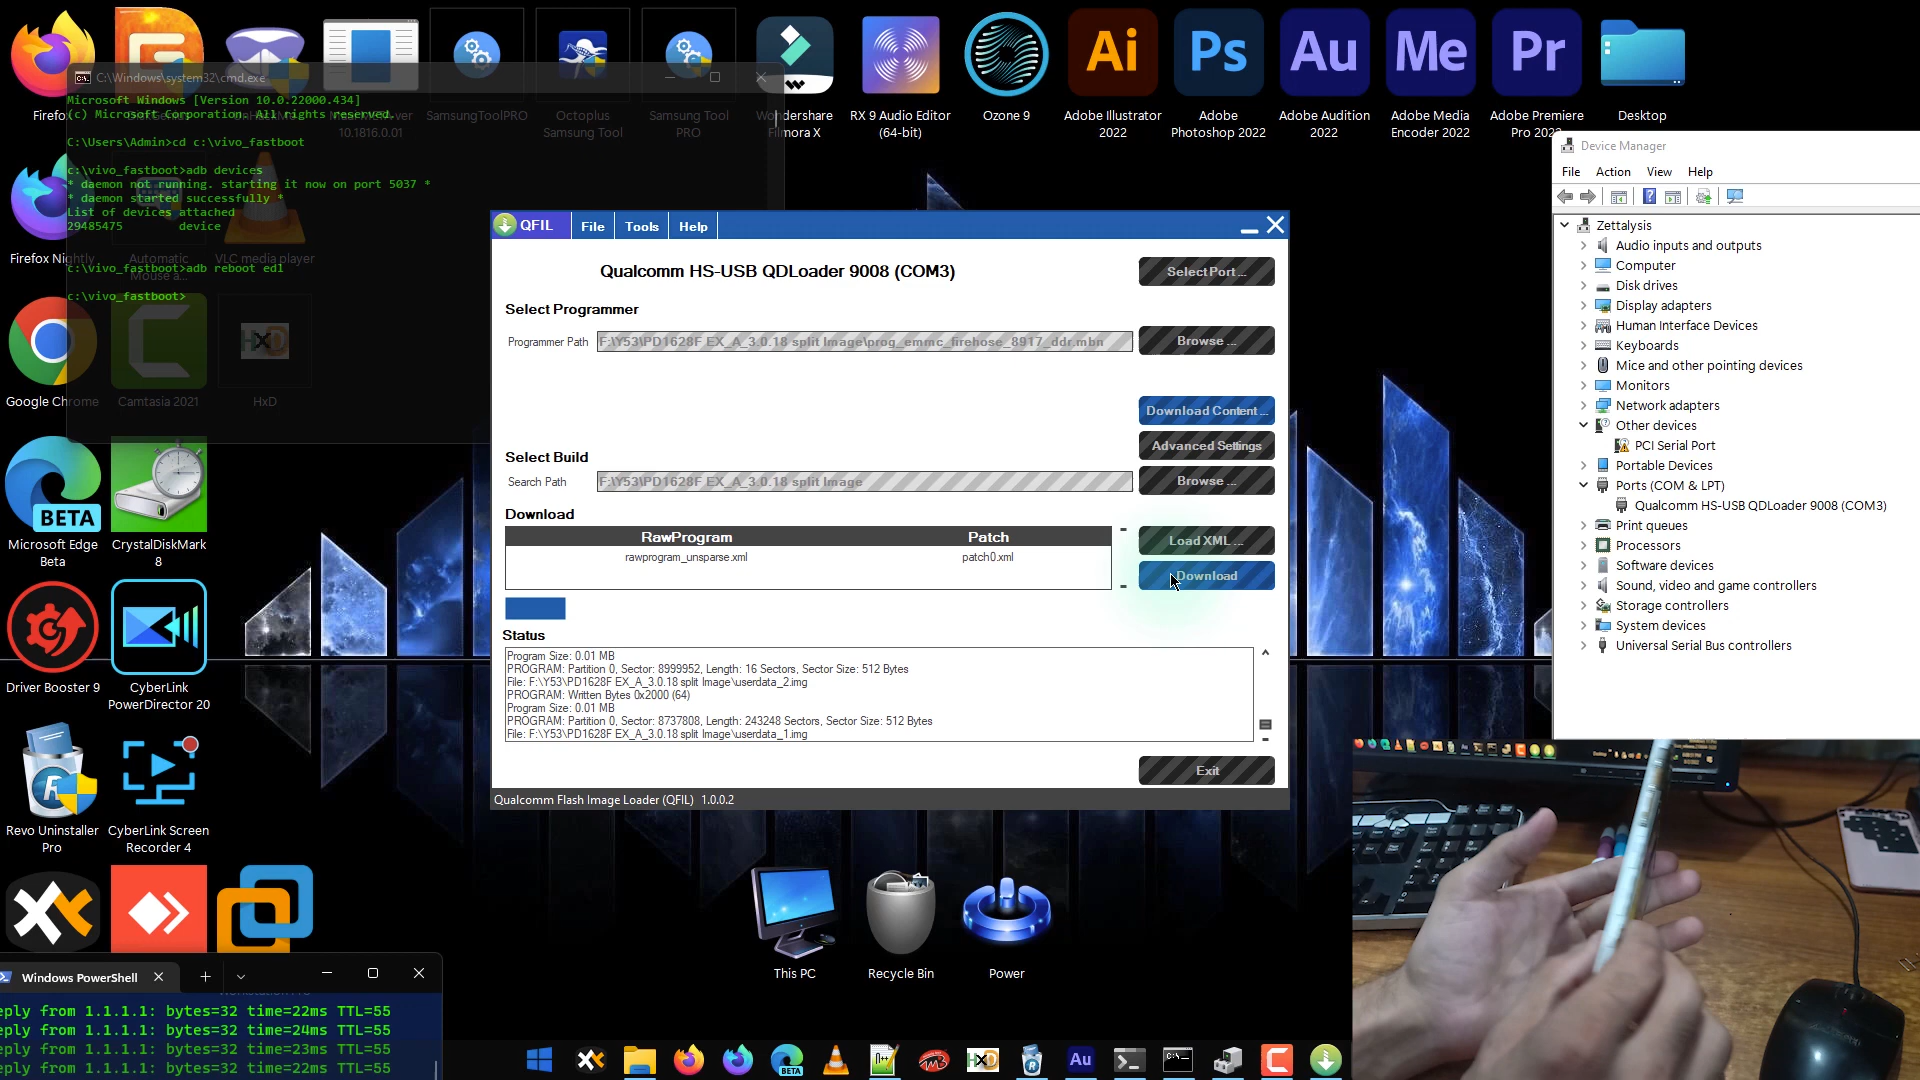 Firefox
10.1816.0.01
SamsungToolPRO
Octoplus
Samsung Tool
Samsung Tool
PRO
Wondershare
Filmora X
RX 9 Audio Editor
(64-bit)
Ozone 9
Ai
Adobe Illustrator
2022
Ps
Adobe
Photoshop 2022
Au
Adobe Audition
2022
Me
Adobe Media
Encoder 2022
Pr
Adobe Premiere
Pro 2022
Desktop
C:\Windows\system32\cmd.exe
Microsoft Windows [Version 10.0.22000.434]
(c) Microsoft Corporation. All rights reserved.
C:\Users\Admin>cd c:\vivo_fastboot
c:\vivo_fastboot>adb devices
* daemon not running. starting it now on port 5037 *
* daemon started successfully *
List of devices attached
29485475 device
c:\vivo_fastboot>adb reboot edl
c:\vivo_fastboot>
Firefox Nightly
Automatic
Mouse a...
VLC media player
Google Chrome
Camtasia 2021
HxD
HxD
BETA
Microsoft Edge
Beta
CrystalDiskMark
8
Driver Booster 9
CyberLink
PowerDirector 20
Revo Uninstaller
Pro
CyberLink Screen
Recorder 4
QFIL
File
Tools
Help
Qualcomm HS-USB QDLoader 9008 (COM3)
Select Port ...
Select Programmer
Programmer Path
F:\Y53\PD1628F EX_A_3.0.18 split Image\prog_emmc_firehose_8917_ddr.mbn
Browse ...
Download Content ...
Advanced Settings
Select Build
Search Path
F:\Y53\PD1628F EX_A_3.0.18 split Image
Browse ...
Download
RawProgram
Patch
rawprogram_unsparse.xml
patch0.xml
Load XML ...
Download
Status
Program Size: 0.01 MB
PROGRAM: Partition 0, Sector: 8999952, Length: 16 Sectors, Sector Size: 512 Bytes
File: F:\Y53\PD1628F EX_A_3.0.18 split Image\userdata_2.img
PROGRAM: Written Bytes 0x2000 (64)
Program Size: 0.01 MB
PROGRAM: Partition 0, Sector: 8737808, Length: 243248 Sectors, Sector Size: 512 Bytes
File: F:\Y53\PD1628F EX_A_3.0.18 split Image\userdata_1.img
Exit
Qualcomm Flash Image Loader (QFIL) 1.0.0.2
Device Manager
File
Action
View
Help
Zettalysis
Audio inputs and outputs
Computer
Disk drives
Display adapters
Human Interface Devices
Keyboards
Mice and other pointing devices
Monitors
Network adapters
Other devices
PCI Serial Port
Portable Devices
Ports (COM & LPT)
Qualcomm HS-USB QDLoader 9008 (COM3)
Print queues
Processors
Software devices
Sound, video and game controllers
Storage controllers
System devices
Universal Serial Bus controllers
This PC
Recycle Bin
Power
Windows PowerShell
eply from 1.1.1.1: bytes=32 time=22ms TTL=55
eply from 1.1.1.1: bytes=32 time=24ms TTL=55
eply from 1.1.1.1: bytes=32 time=23ms TTL=55
eply from 1.1.1.1: bytes=32 time=22ms TTL=55
BETA
HxD
Au